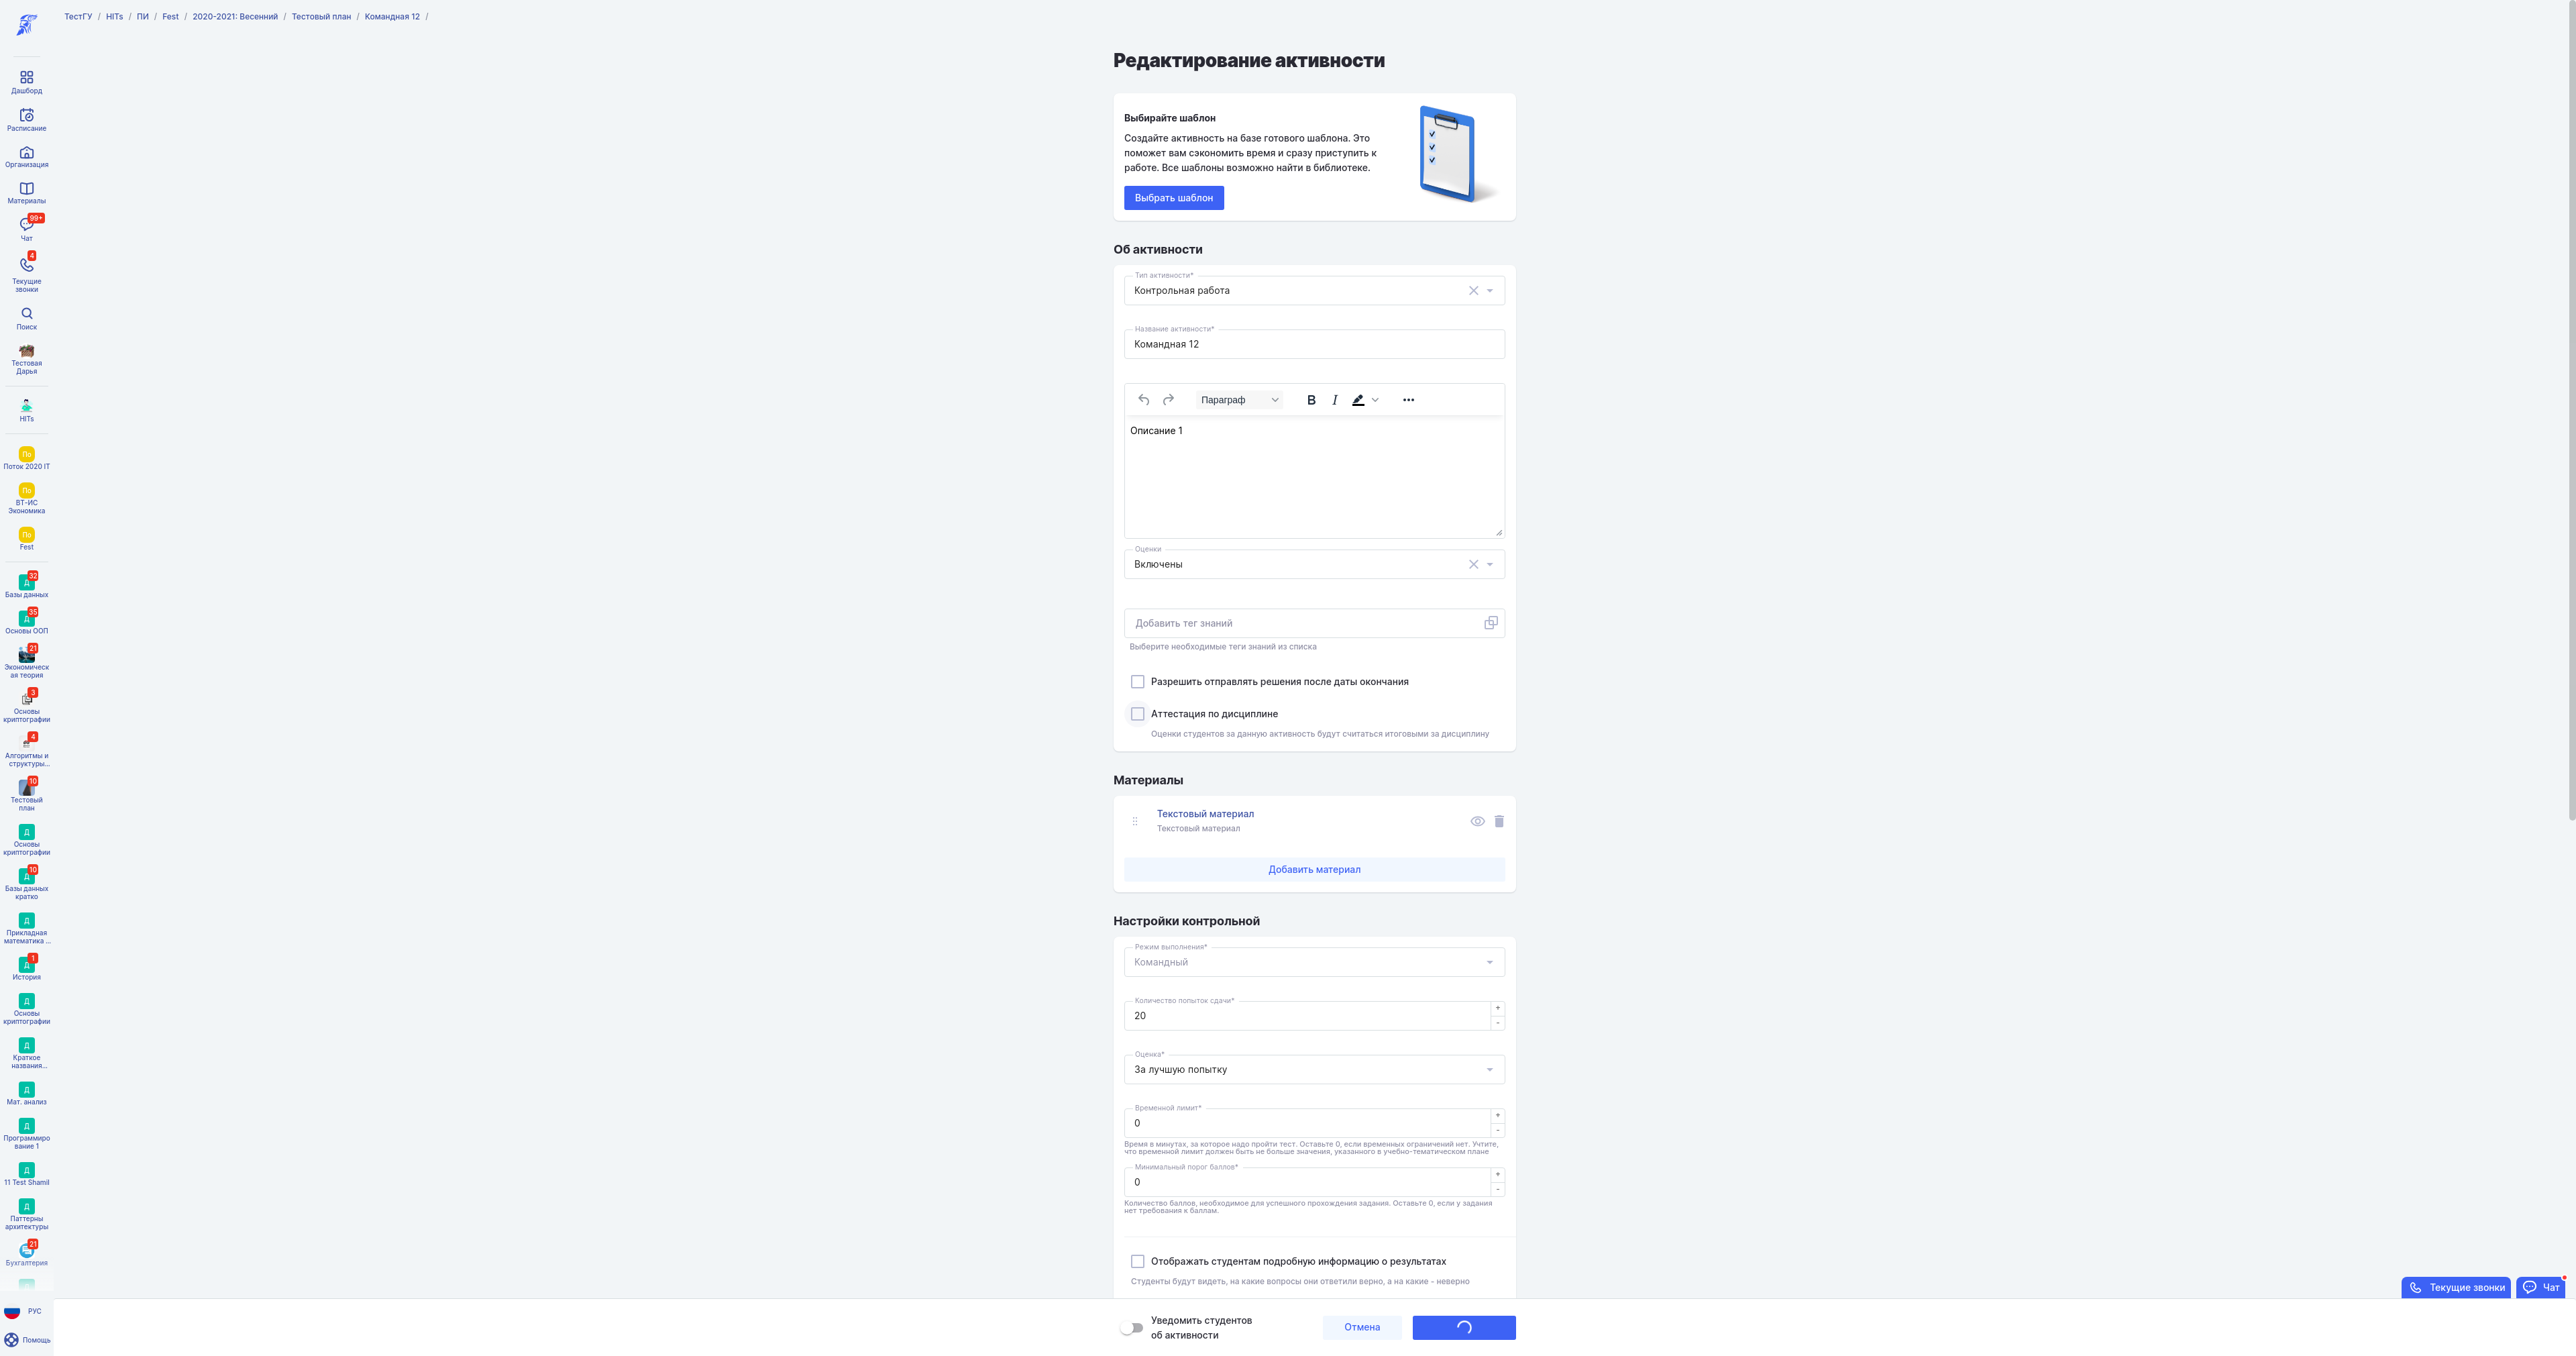 ТестГУ / HITs / ПИ / Fest / 2020-2021: Весенний / Тестовый план / Командная 12 /
Дашборд
Расписание
Организация
Материалы
99+
Чат
4
Текущие
звонки
Поиск
Тестовая
Дарья
HITs
По
Поток 2020 IT
По
ВТ-ИС
Экономика
По
Fest
32
Д
Базы данных
35
Д
Основы ООП
21
Экономическ
ая теория
3
Основы
криптографии
4
Алгоритмы и
структуры...
10
Тестовый
план
Д
Основы
криптографии
10
Д
Базы данных
кратко
Д
Прикладная
математика ...
1
Д
История
Д
Основы
криптографии
Д
Краткое
названия...
Д
Мат. анализ
Д
Программиро
вание 1
Д
11 Test Shamil
Д
Паттерны
архитектуры
21
Бухгалтерия
РУС
Помощь
Редактирование активности
Выбирайте шаблон
Создайте активность на базе готового шаблона. Это
поможет вам сэкономить время и сразу приступить к
работе. Все шаблоны возможно найти в библиотеке.
Выбрать шаблон
Об активности
Тип активности*
Контрольная работа
Название активности*
Командная 12
Параграф
B I
Описание 1
Оценки
Включены
Добавить тег знаний
Выберите необходимые теги знаний из списка
Разрешить отправлять решения после даты окончания
Аттестация по дисциплине
Оценки студентов за данную активность будут считаться итоговыми за дисциплину
Материалы
Текстовый материал
Текстовый материал
Добавить материал
Настройки контрольной
Режим выполнения*
Командный
Количество попыток сдачи*
20
+
-
Оценка*
За лучшую попытку
Временной лимит*
0
+
-
Время в минутах, за которое надо пройти тест. Оставьте 0, если временных ограничений нет. Учтите,
что временной лимит должен быть не больше значения, указанного в учебно-тематическом плане
Минимальный порог баллов*
0
+
-
Количество баллов, необходимое для успешного прохождения задания. Оставьте 0, если у задания
нет требования к баллам.
Отображать студентам подробную информацию о результатах
Студенты будут видеть, на какие вопросы они ответили верно, а на какие - неверно
Уведомить студентов
об активности
Отмена
Текущие звонки
Чат